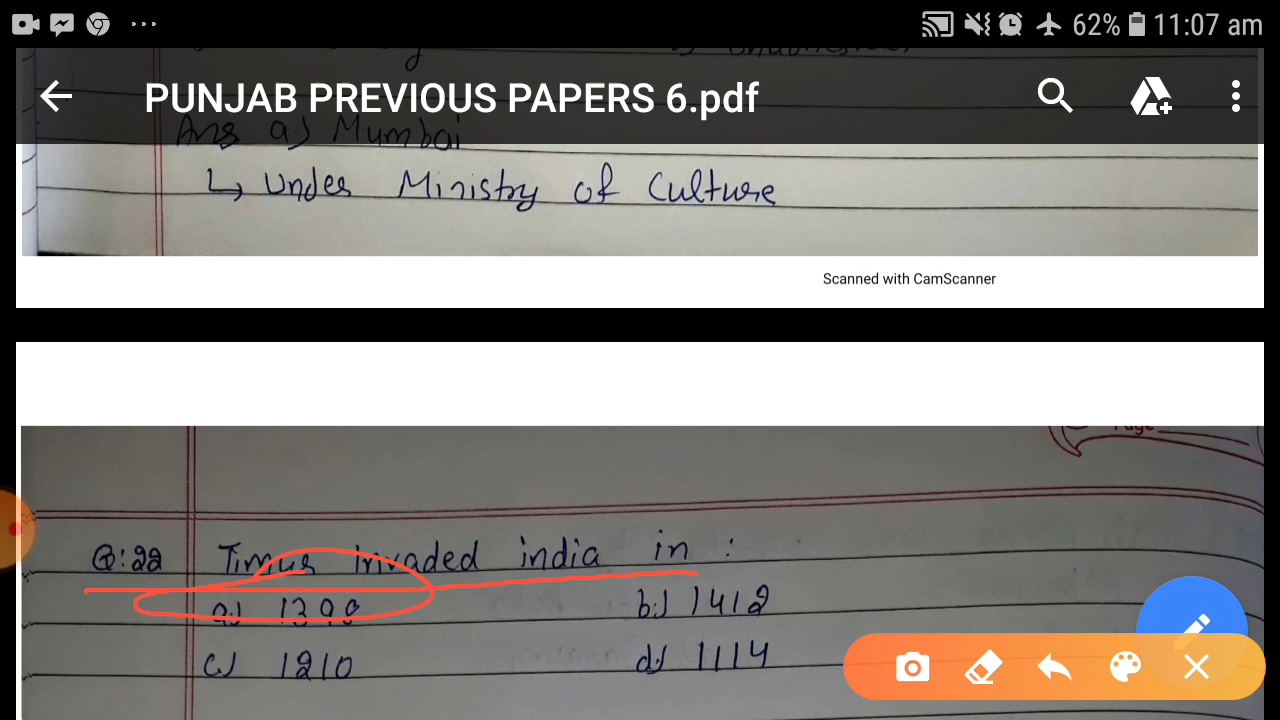 62% 11:07 am
PUNJAB PREVIOUS PAPERS 6.pdf
Ans a) Mumbai
↳ Under Ministry of Culture
Scanned with CamScanner
Page
Q:22 Timur invaded india in :
a) 1398 b) 1412
c) 1210 d) 1114